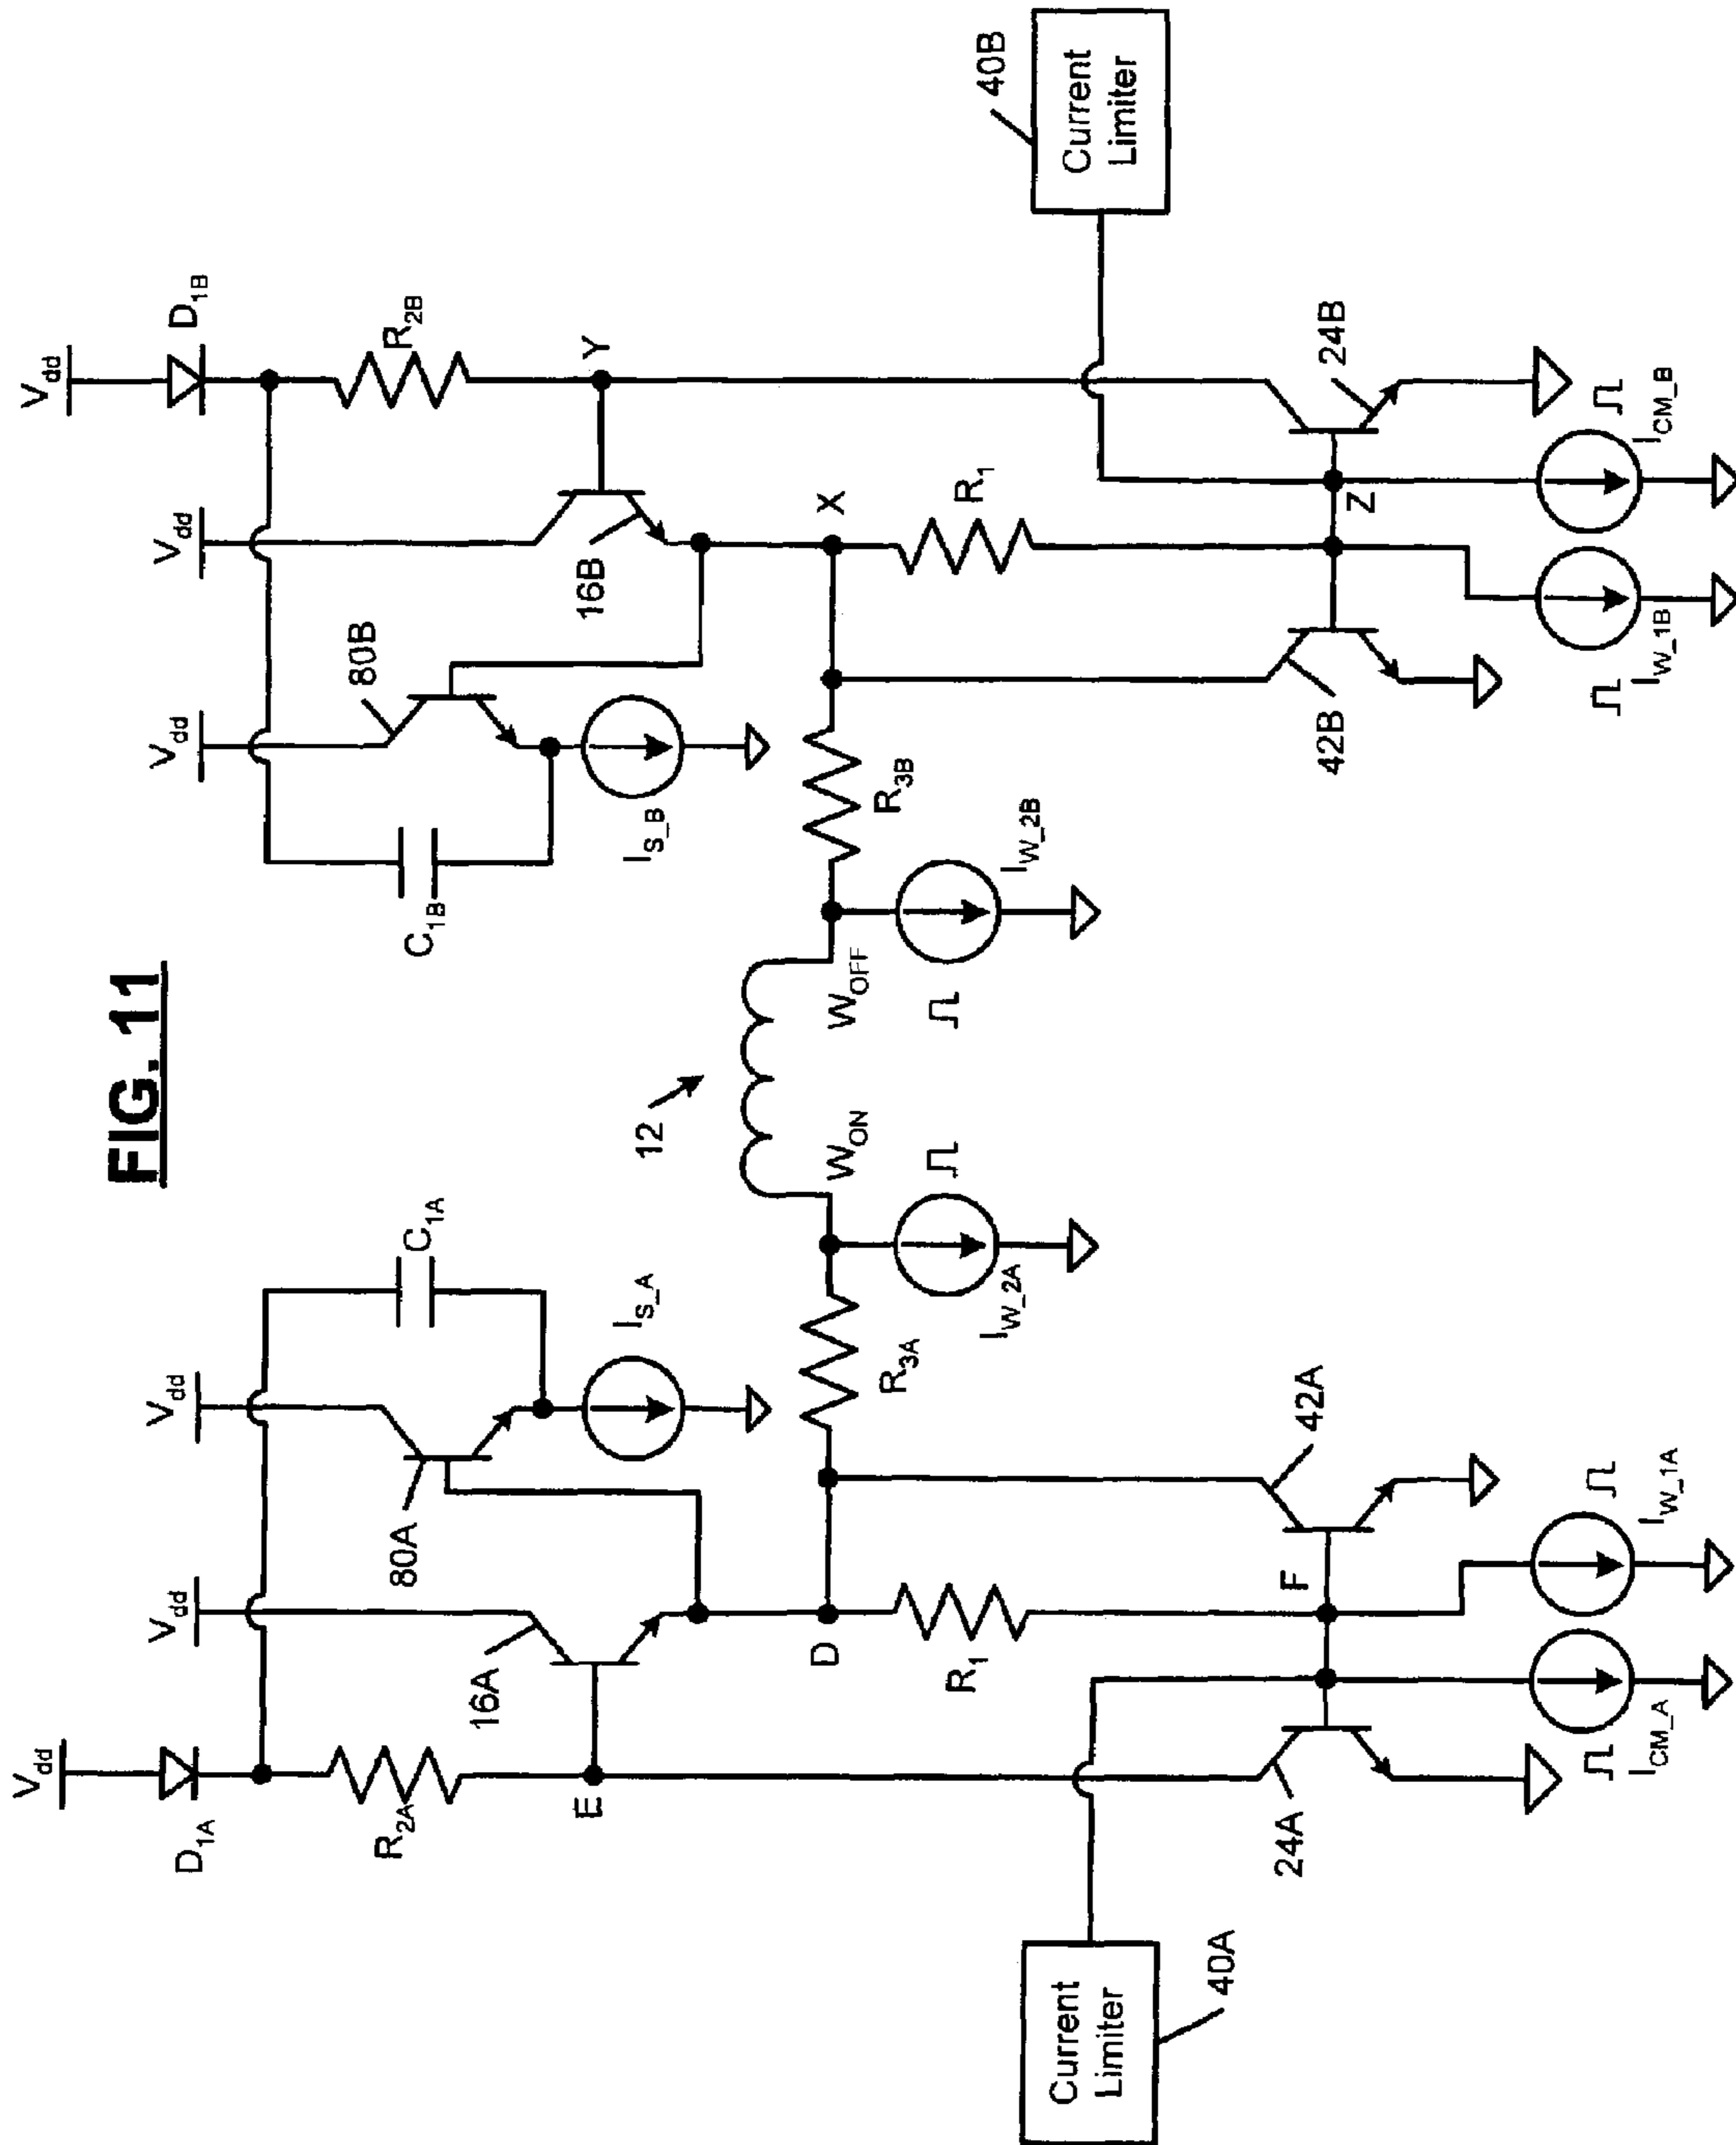 FIG. 11
Vdd
Vdd
Vdd
Vdd
Vdd
Vdd
D1A
R2A
16A
80A
C1A
IS_A
E
D
R1
R3A
12
WON
WOFF
IW_2A
IW_2B
C1B
80B
IS_B
16B
D1B
R2B
Y
X
R1
R3B
Current
Limiter
40A
24A
F
42A
ICM_A
IW_1A
42B
Z
24B
IW_1B
ICM_B
Current
Limiter
40B